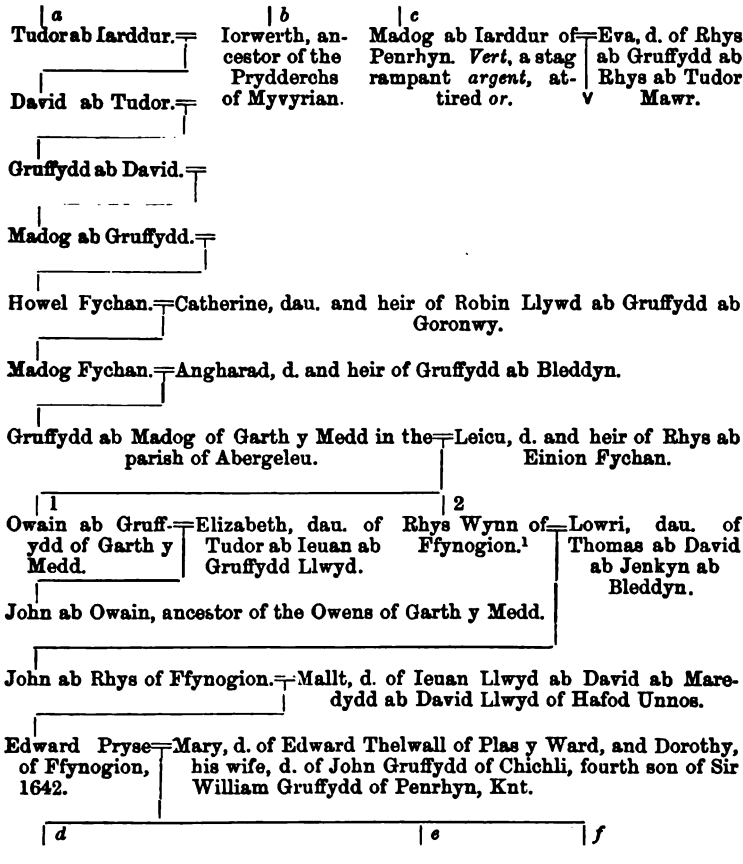 a b c
Tudor ab Iarddur. Iorwerth, an- Madog ab Iarddur of Eva, d. of Rhys
cestor of the Penrhyn. Vert, a stag ab Gruffydd ab
Prydderchs rampant argent, at- Rhys ab Tudor
David ab Tudor. of Myvyrian. tired or. Mawr.
Gruffydd ab David.
Madog ab Gruffydd.
Howel Fychan. Catherine, dau. and heir of Robin Llywd ab Gruffydd ab
Goronwy.
Madog Fychan. Angharad, d. and heir of Gruffydd ab Bleddyn.
Gruffydd ab Madog of Garth y Medd in the Leicu, d. and heir of Rhys ab
parish of Abergeleu. Einion Fychan.
1 2
Owain ab Gruff- Elizabeth, dau. of Rhys Wynn of Lowri, dau. of
ydd of Garth y Tudor ab Ieuan ab Ffynogion.¹ Thomas ab David
Medd. Gruffydd Llwyd. ab Jenkyn ab
Bleddyn.
John ab Owain, ancestor of the Owens of Garth y Medd.
John ab Rhys of Ffynogion. Mallt, d. of Ieuan Llwyd ab David ab Mare-
dydd ab David Llwyd of Hafod Unnos.
Edward Pryse Mary, d. of Edward Thelwall of Plas y Ward, and Dorothy,
of Ffynogion, his wife, d. of John Gruffydd of Chichli, fourth son of Sir
1642. William Gruffydd of Penrhyn, Knt.
d e f